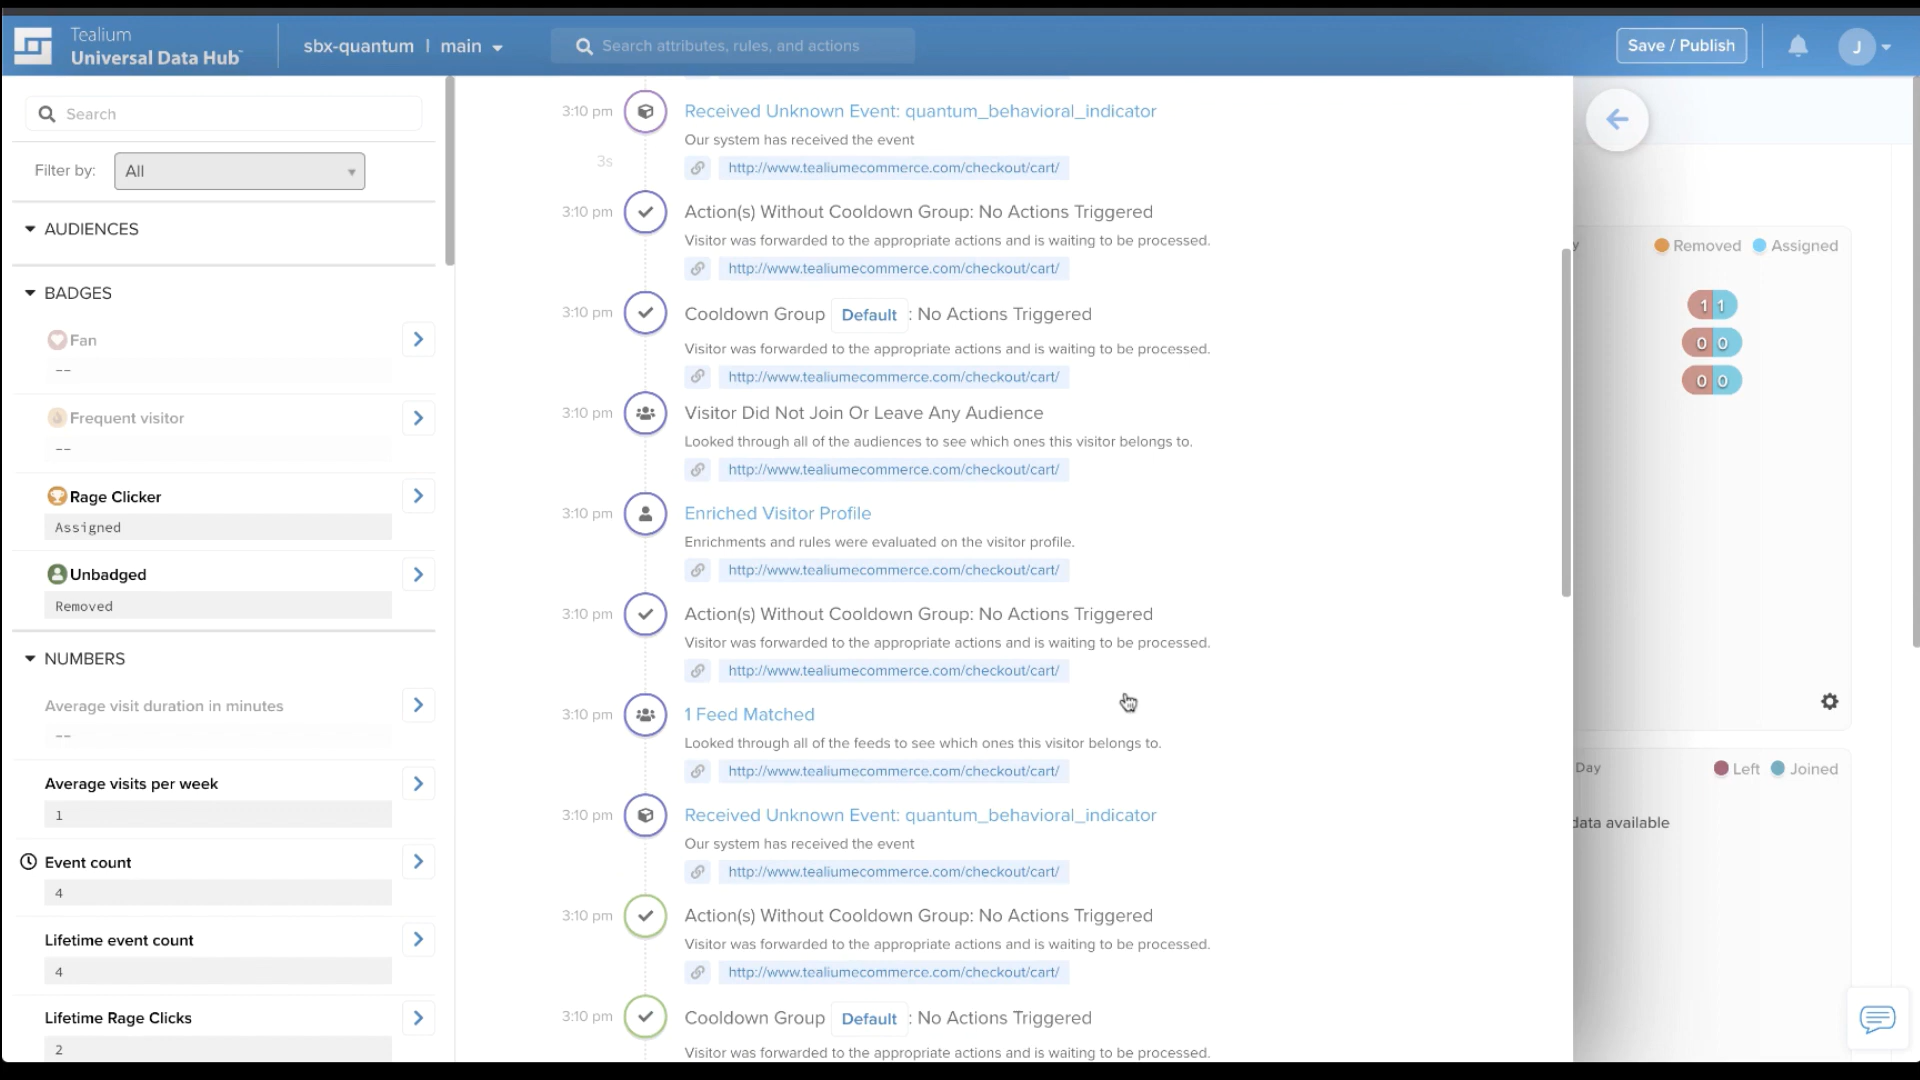 Tealium
Universal Data Hub
sbx-quantum | main
Search attributes, rules, and actions
Save / Publish
J
Search
Filter by: All
AUDIENCES
BADGES
Fan
--
Frequent visitor
--
Rage Clicker
Assigned
Unbadged
Removed
NUMBERS
Average visit duration in minutes
--
Average visits per week
1
Event count
4
Lifetime event count
4
Lifetime Rage Clicks
2
3:10 pm Received Unknown Event: quantum_behavioral_indicator
Our system has received the event
3s
http://www.tealiumecommerce.com/checkout/cart/
3:10 pm Action(s) Without Cooldown Group: No Actions Triggered
Visitor was forwarded to the appropriate actions and is waiting to be processed.
http://www.tealiumecommerce.com/checkout/cart/
3:10 pm Cooldown Group Default : No Actions Triggered
Visitor was forwarded to the appropriate actions and is waiting to be processed.
http://www.tealiumecommerce.com/checkout/cart/
3:10 pm Visitor Did Not Join Or Leave Any Audience
Looked through all of the audiences to see which ones this visitor belongs to.
http://www.tealiumecommerce.com/checkout/cart/
3:10 pm Enriched Visitor Profile
Enrichments and rules were evaluated on the visitor profile.
http://www.tealiumecommerce.com/checkout/cart/
3:10 pm Action(s) Without Cooldown Group: No Actions Triggered
Visitor was forwarded to the appropriate actions and is waiting to be processed.
http://www.tealiumecommerce.com/checkout/cart/
3:10 pm 1 Feed Matched
Looked through all of the feeds to see which ones this visitor belongs to.
http://www.tealiumecommerce.com/checkout/cart/
3:10 pm Received Unknown Event: quantum_behavioral_indicator
Our system has received the event
http://www.tealiumecommerce.com/checkout/cart/
3:10 pm Action(s) Without Cooldown Group: No Actions Triggered
Visitor was forwarded to the appropriate actions and is waiting to be processed.
http://www.tealiumecommerce.com/checkout/cart/
3:10 pm Cooldown Group Default : No Actions Triggered
Visitor was forwarded to the appropriate actions and is waiting to be processed.
y Removed Assigned
1 1
0 0
0 0
Day Left Joined
data available